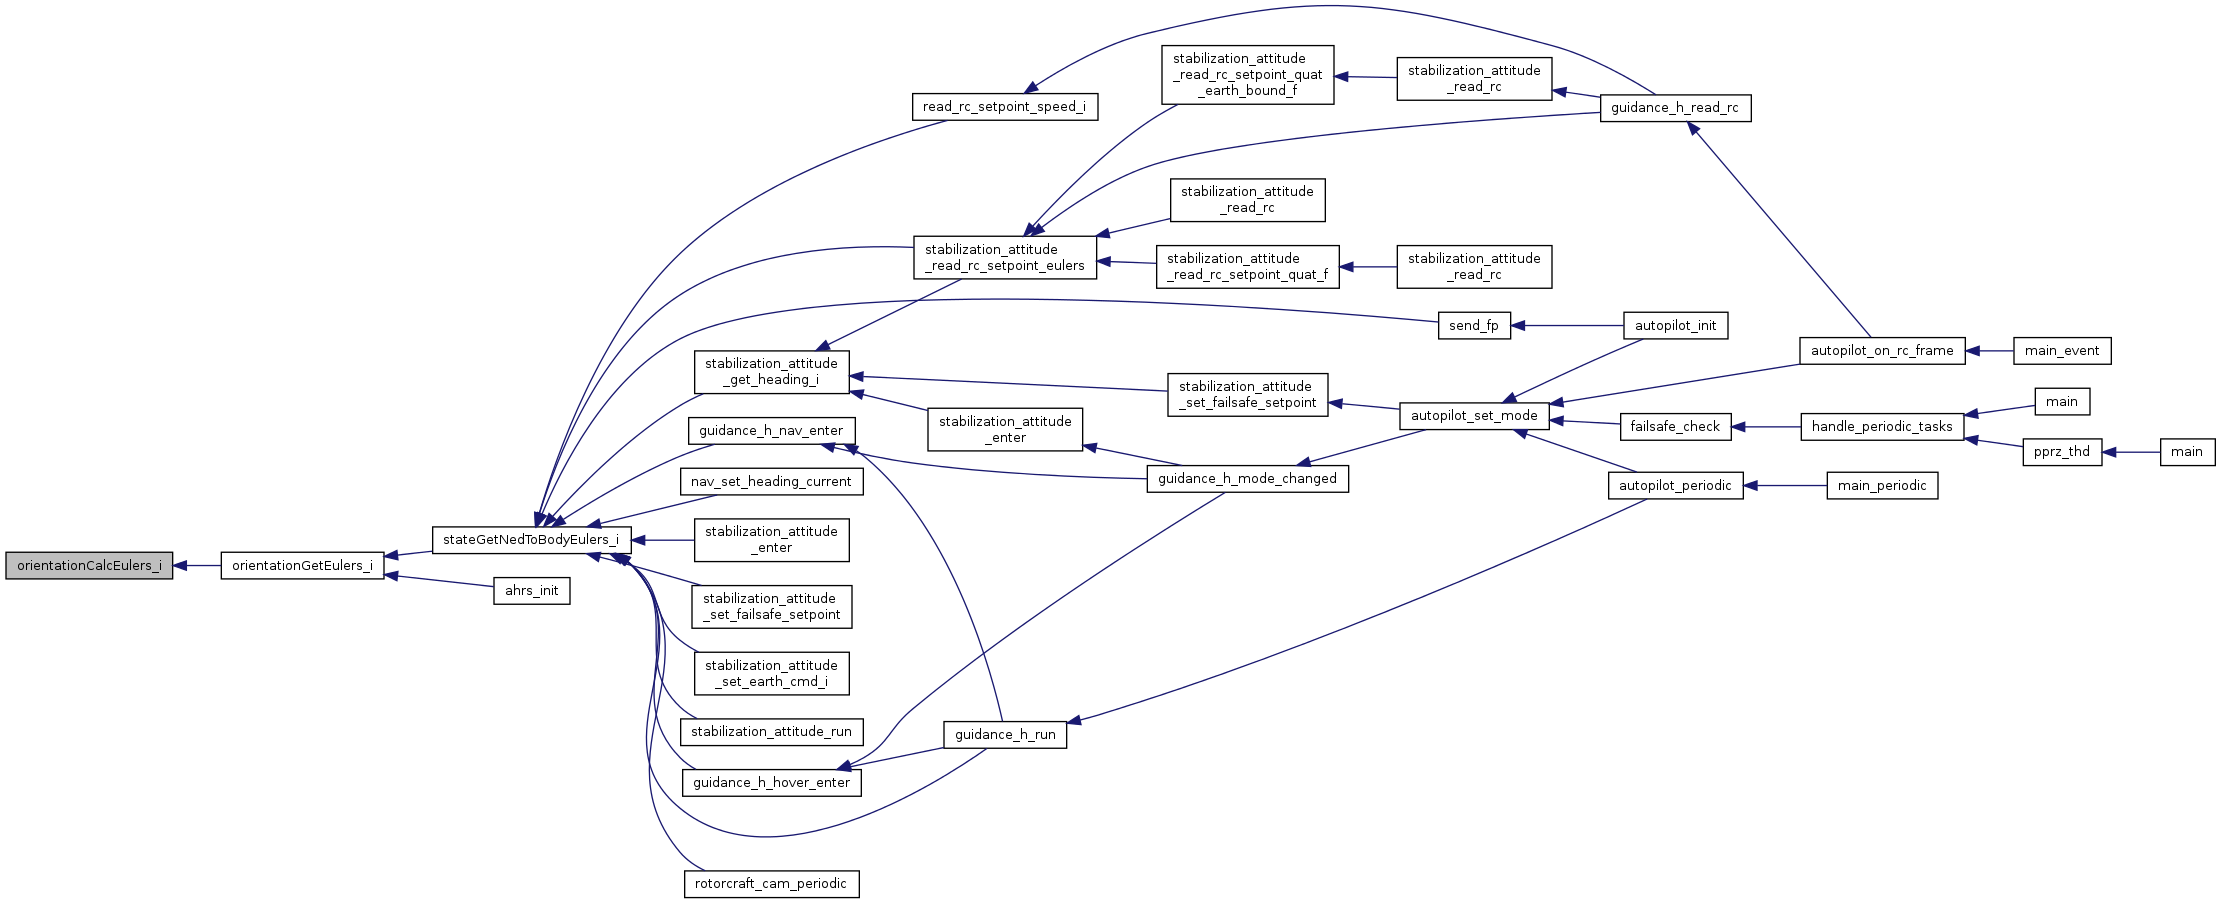 orientationCalcEulers_i
orientationGetEulers_i
stateGetNedToBodyEulers_i
ahrs_init
read_rc_setpoint_speed_i
stabilization_attitude
_read_rc_setpoint_eulers
stabilization_attitude
_get_heading_i
guidance_h_nav_enter
nav_set_heading_current
stabilization_attitude
_enter
stabilization_attitude
_set_failsafe_setpoint
stabilization_attitude
_set_earth_cmd_i
stabilization_attitude_run
guidance_h_hover_enter
rotorcraft_cam_periodic
stabilization_attitude
_enter
guidance_h_run
stabilization_attitude
_read_rc_setpoint_quat
_earth_bound_f
stabilization_attitude
_read_rc
stabilization_attitude
_read_rc_setpoint_quat_f
stabilization_attitude
_set_failsafe_setpoint
guidance_h_mode_changed
stabilization_attitude
_read_rc
stabilization_attitude
_read_rc
send_fp
autopilot_set_mode
guidance_h_read_rc
autopilot_init
failsafe_check
autopilot_periodic
autopilot_on_rc_frame
handle_periodic_tasks
main_periodic
main_event
main
pprz_thd
main